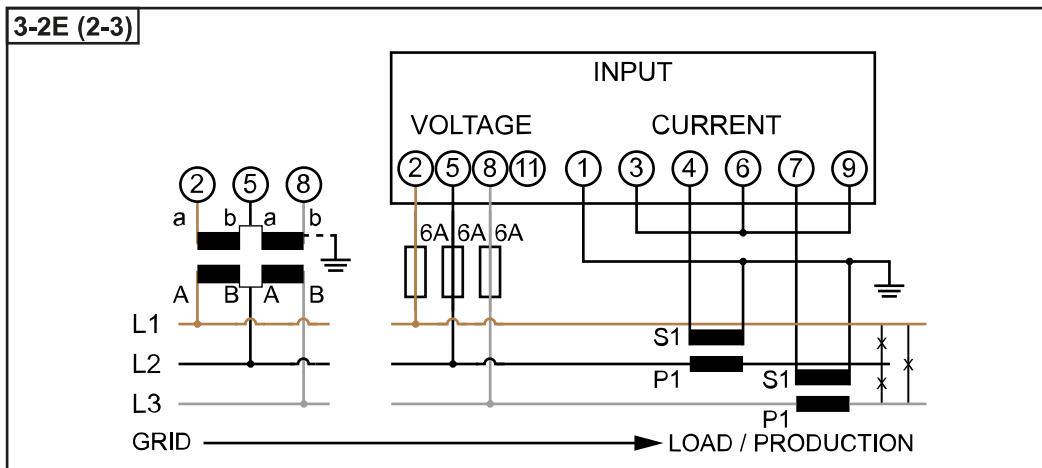 3-2E (2-3)
INPUT
VOLTAGE CURRENT
2 5 8 11 1 3 4 6 7 9
2 5 8
a b a b
6A 6A 6A
A B A B
L1
S1
L2
P1 S1
L3
P1
GRID LOAD / PRODUCTION